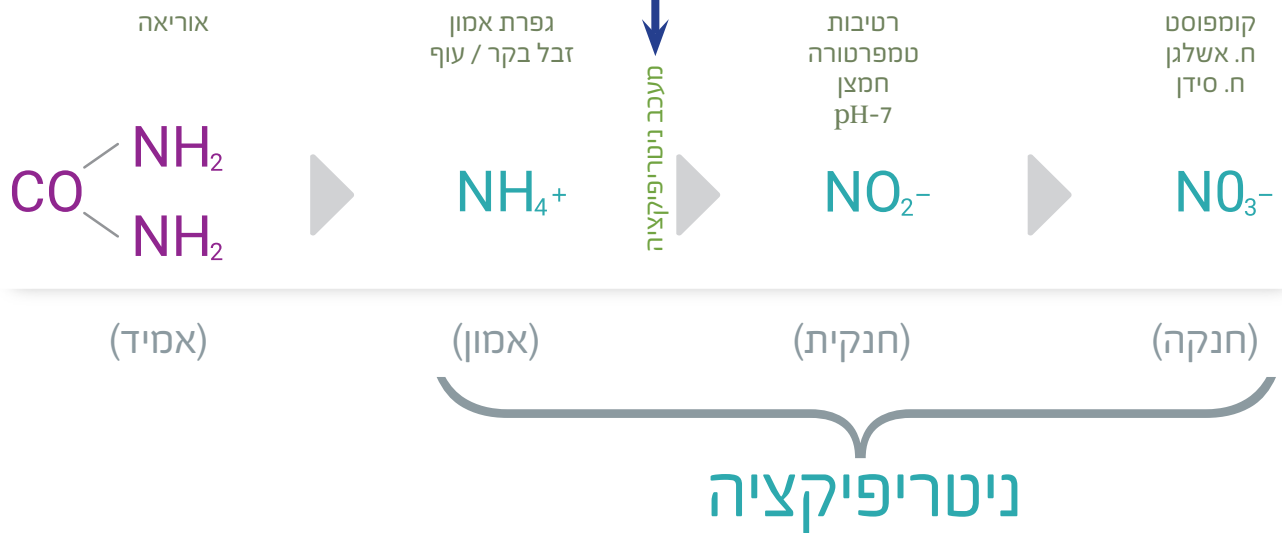 אוריאה
גפרת אמון
זבל בקר / עוף
מעכב ניטריפיקציה
רטיבות
טמפרטורה
חמצן
pH-7
קומפוסט
ח. אשלגן
ח. סידן
CO
NH2
NH2
NH4+
NO2−
N03−
(אמיד)
(אמון)
(חנקית)
(חנקה)
ניטריפיקציה